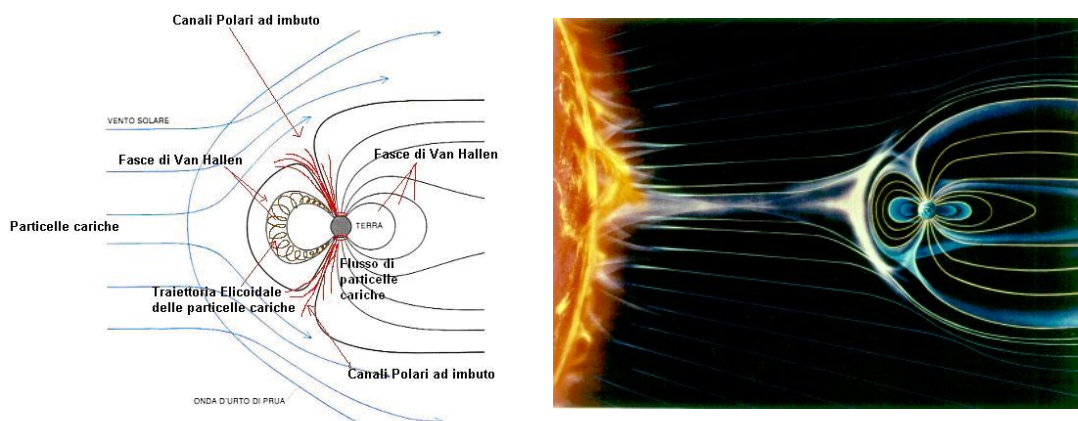 Canali Polari ad imbuto
VENTO SOLARE
Fasce di Van Hallen
Fasce di Van Hallen
Particelle cariche
TERRA
Flusso di
particelle
cariche
Traiettoria Elicoidale
delle particelle cariche
Canali Polari ad imbuto
ONDA D'URTO DI PRUA